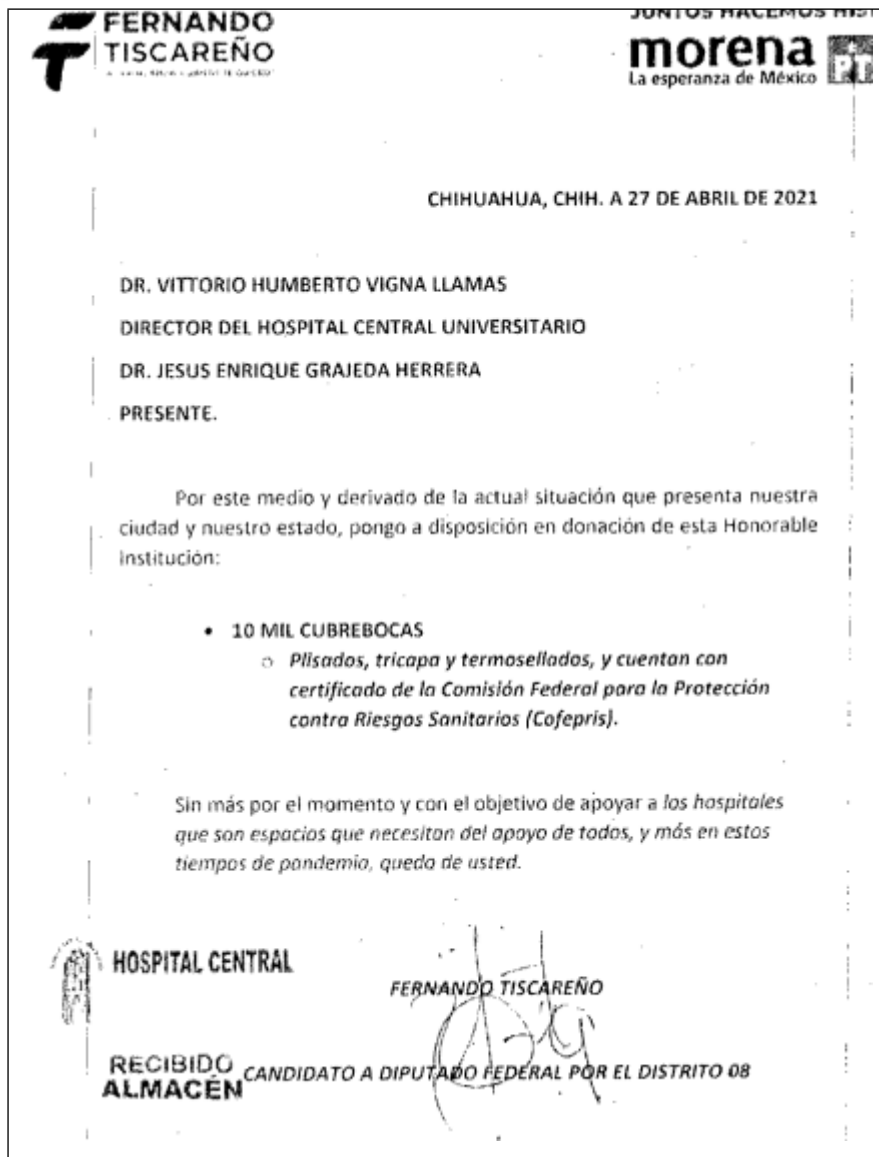 FERNANDO
TISCAREÑO
JUNTOS HACEMOS HIST
morena
La esperanza de México
PT
CHIHUAHUA, CHIH. A 27 DE ABRIL DE 2021
DR. VITTORIO HUMBERTO VIGNA LLAMAS
DIRECTOR DEL HOSPITAL CENTRAL UNIVERSITARIO
DR. JESUS ENRIQUE GRAJEDA HERRERA
PRESENTE.
Por este medio y derivado de la actual situación que presenta nuestra
ciudad y nuestro estado, pongo a disposición en donación de esta Honorable
Institución:
• 10 MIL CUBREBOCAS
○ Plisados, tricapa y termosellados, y cuentan con
certificado de la Comisión Federal para la Protección
contra Riesgos Sanitarios (Cofepris).
Sin más por el momento y con el objetivo de apoyar a los hospitales
que son espacios que necesitan del apoyo de todos, y más en estos
tiempos de pandemia, queda de usted.
HOSPITAL CENTRAL
FERNANDO TISCAREÑO
RECIBIDO
ALMACÉN
CANDIDATO A DIPUTADO FEDERAL POR EL DISTRITO 08